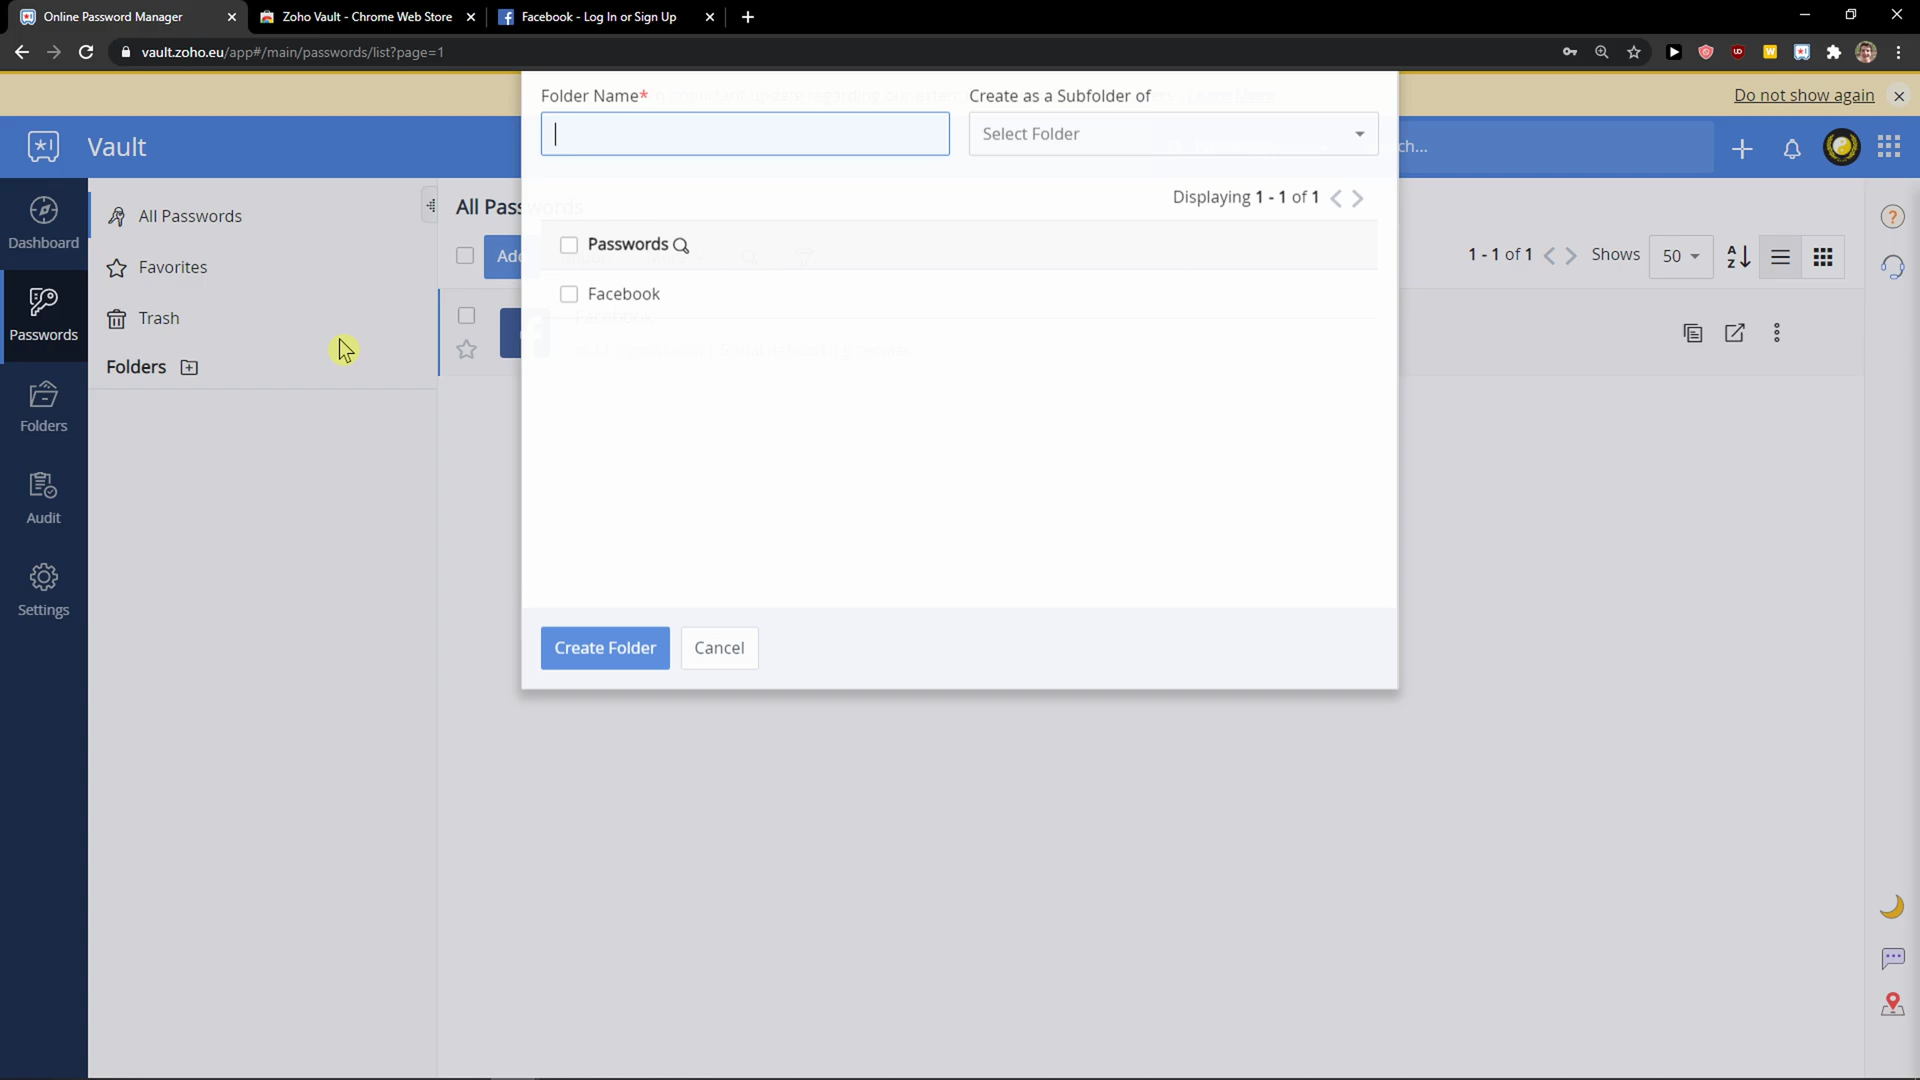 Online Password Manager
Zoho Vault - Chrome Web Store
Facebook - Log In or Sign Up
vault.zoho.eu/app#/main/passwords/list?page=1
Do not show again
Folder Name*
Create as a Subfolder of
Select Folder
Vault
ch...
Dashboard
Passwords
Folders
Audit
Settings
All Passwords
Favorites
Trash
Folders
All Passwords
Add
1 - 1 of 1
Shows
50
A
Z
Displaying 1 - 1 of 1
Passwords
Facebook
Create Folder
Cancel